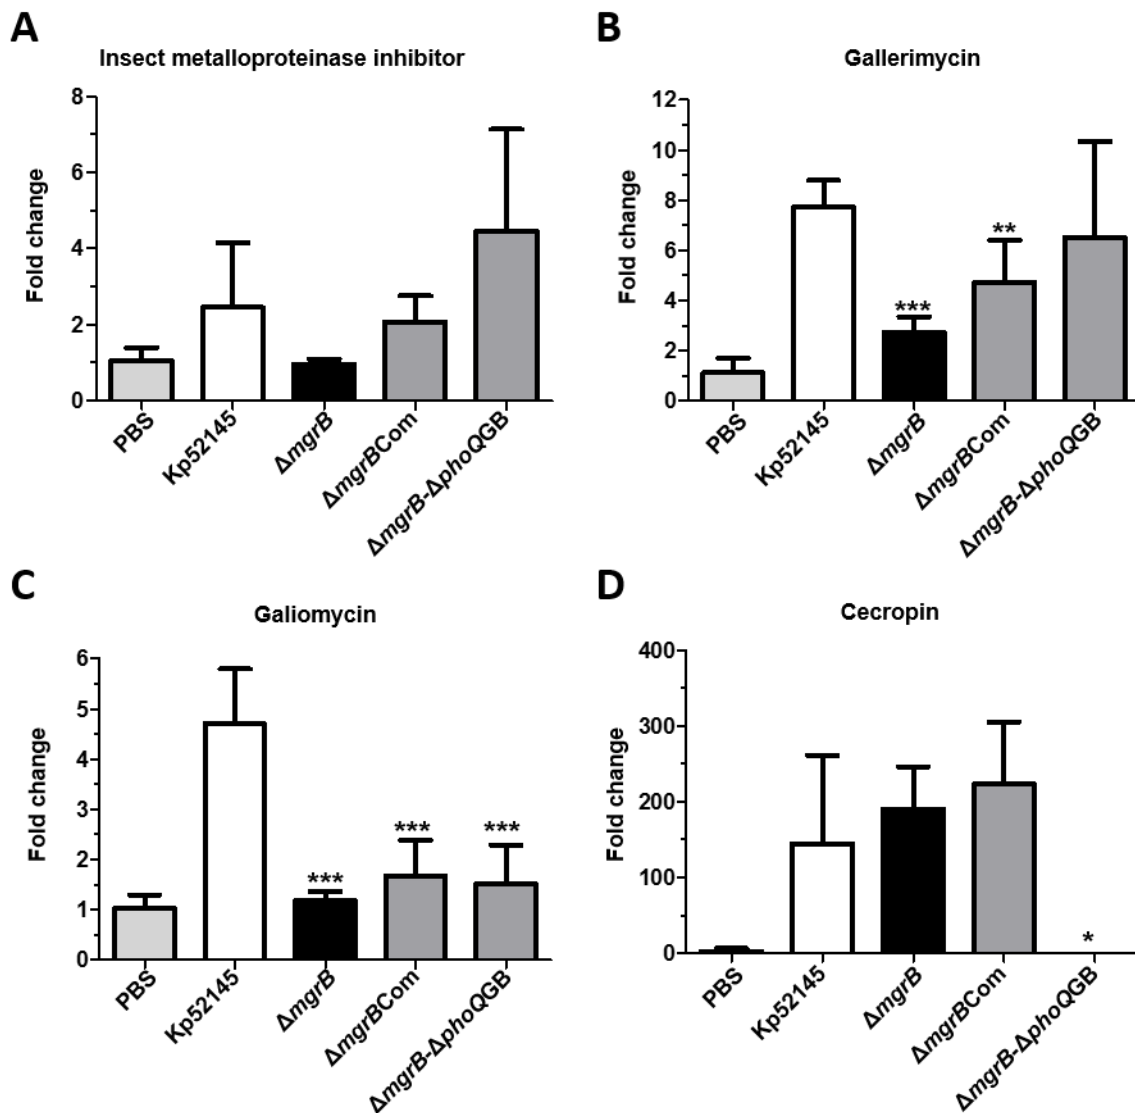 A
Insect metalloproteinase inhibitor
Fold change
8
6
4
2
0
PBS
Kp52145
ΔmgrB
ΔmgrBCom
ΔmgrB-ΔphoQGB
B
Gallerimycin
Fold change
12
10
8
6
4
2
0
***
**
PBS
Kp52145
ΔmgrB
ΔmgrBCom
ΔmgrB-ΔphoQGB
C
Galiomycin
Fold change
6
5
4
3
2
1
0
***
***
***
PBS
Kp52145
ΔmgrB
ΔmgrBCom
ΔmgrB-ΔphoQGB
D
Cecropin
Fold change
400
300
200
100
0
*
PBS
Kp52145
ΔmgrB
ΔmgrBCom
ΔmgrB-ΔphoQGB